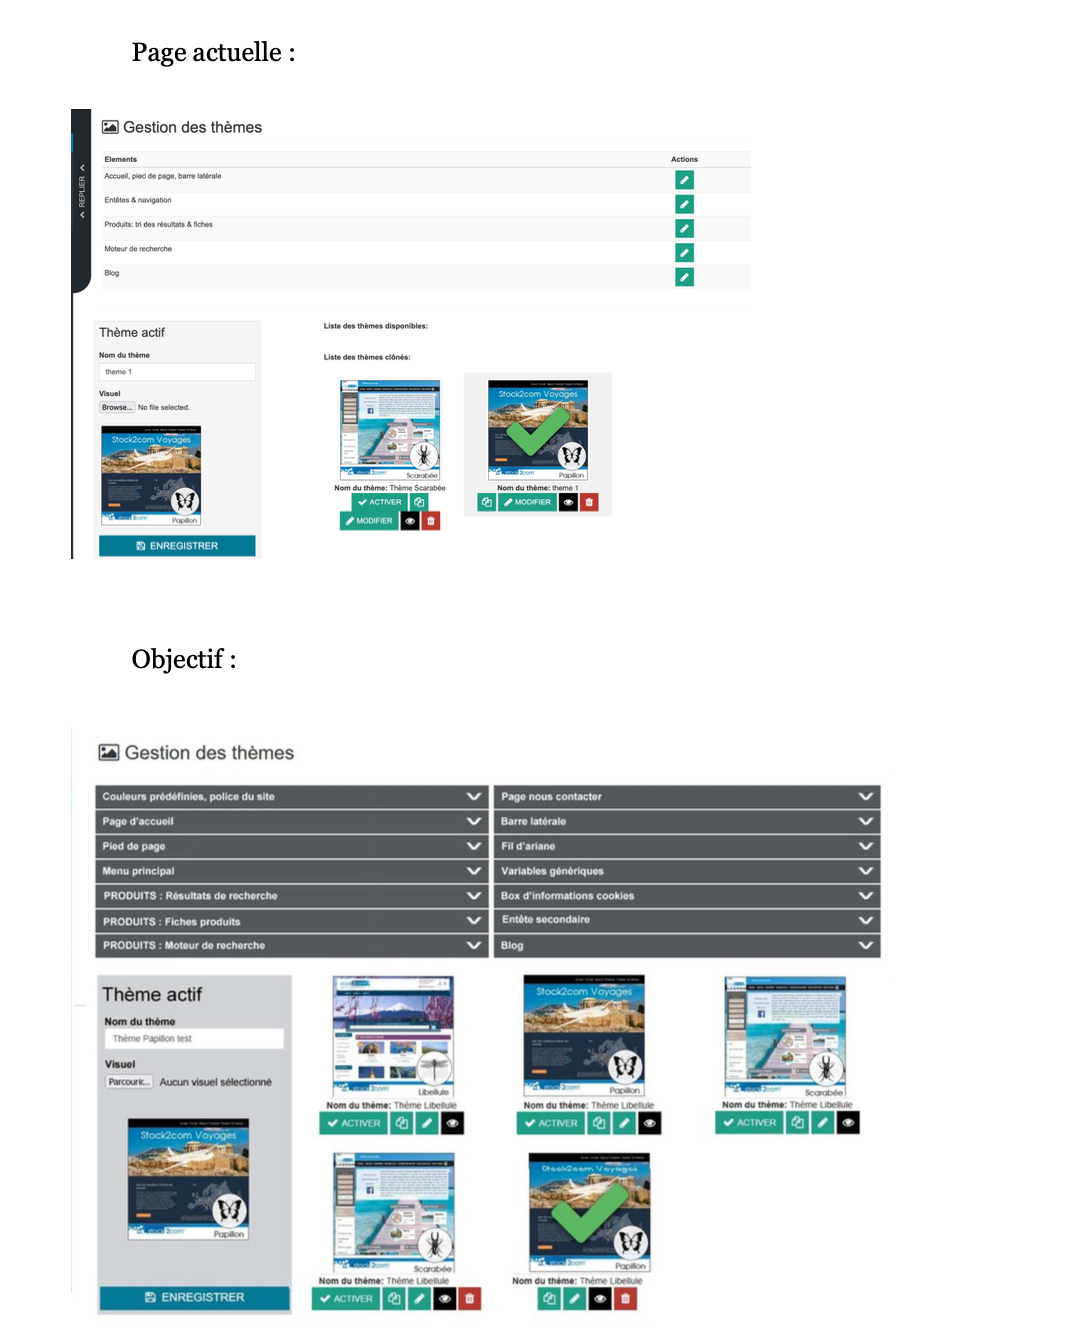 Page actuelle :
REPLIER
Gestion des thèmes
Elements Actions
Accueil, pied de page, barre latérale
Entêtes & navigation
Produits: tri des résultats & fiches
Moteur de recherche
Blog
Thème actif
Nom du thème
theme 1
Visuel
Browse... No file selected.
Stock2com Voyages
Papillon
ENREGISTRER
Liste des thèmes disponibles:
Liste des thèmes clônés:
Scarabée
Nom du thème: Thème Scarabée
ACTIVER
MODIFIER
Stock2com Voyages
Papillon
Nom du thème: theme 1
MODIFIER
Objectif :
Gestion des thèmes
Couleurs prédéfinies, police du site
Page d'accueil
Pied de page
Menu principal
PRODUITS : Résultats de recherche
PRODUITS : Fiches produits
PRODUITS : Moteur de recherche
Page nous contacter
Barre latérale
Fil d'ariane
Variables génériques
Box d'informations cookies
Entête secondaire
Blog
Thème actif
Nom du thème
Thème Papillon test
Visuel
Parcourir... Aucun visuel sélectionné
Stock2com Voyages
stock2com
Papillon
ENREGISTRER
stock2com
Libellule
Nom du thème: Thème Libellule
ACTIVER
Stock2com Voyages
stock2com
Papillon
Nom du thème: Thème Libellule
ACTIVER
stock2com
Scarabée
Nom du thème: Thème Libellule
ACTIVER
stock2com
Scarabée
Nom du thème: Thème Libellule
ACTIVER
Stock2com Voyages
stock2com
Papillon
Nom du thème: Thème Libellule